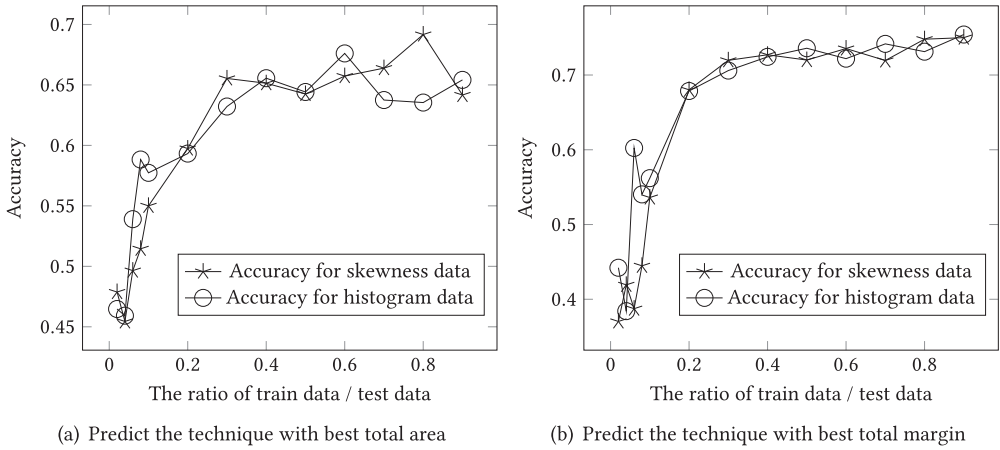 0.7
0.65
0.6
0.55
0.5
0.45
Accuracy
Accuracy for skewness data
Accuracy for histogram data
0 0.2 0.4 0.6 0.8
The ratio of train data / test data
(a) Predict the technique with best total area
0.7
0.6
0.5
0.4
Accuracy
Accuracy for skewness data
Accuracy for histogram data
0 0.2 0.4 0.6 0.8
The ratio of train data / test data
(b) Predict the technique with best total margin